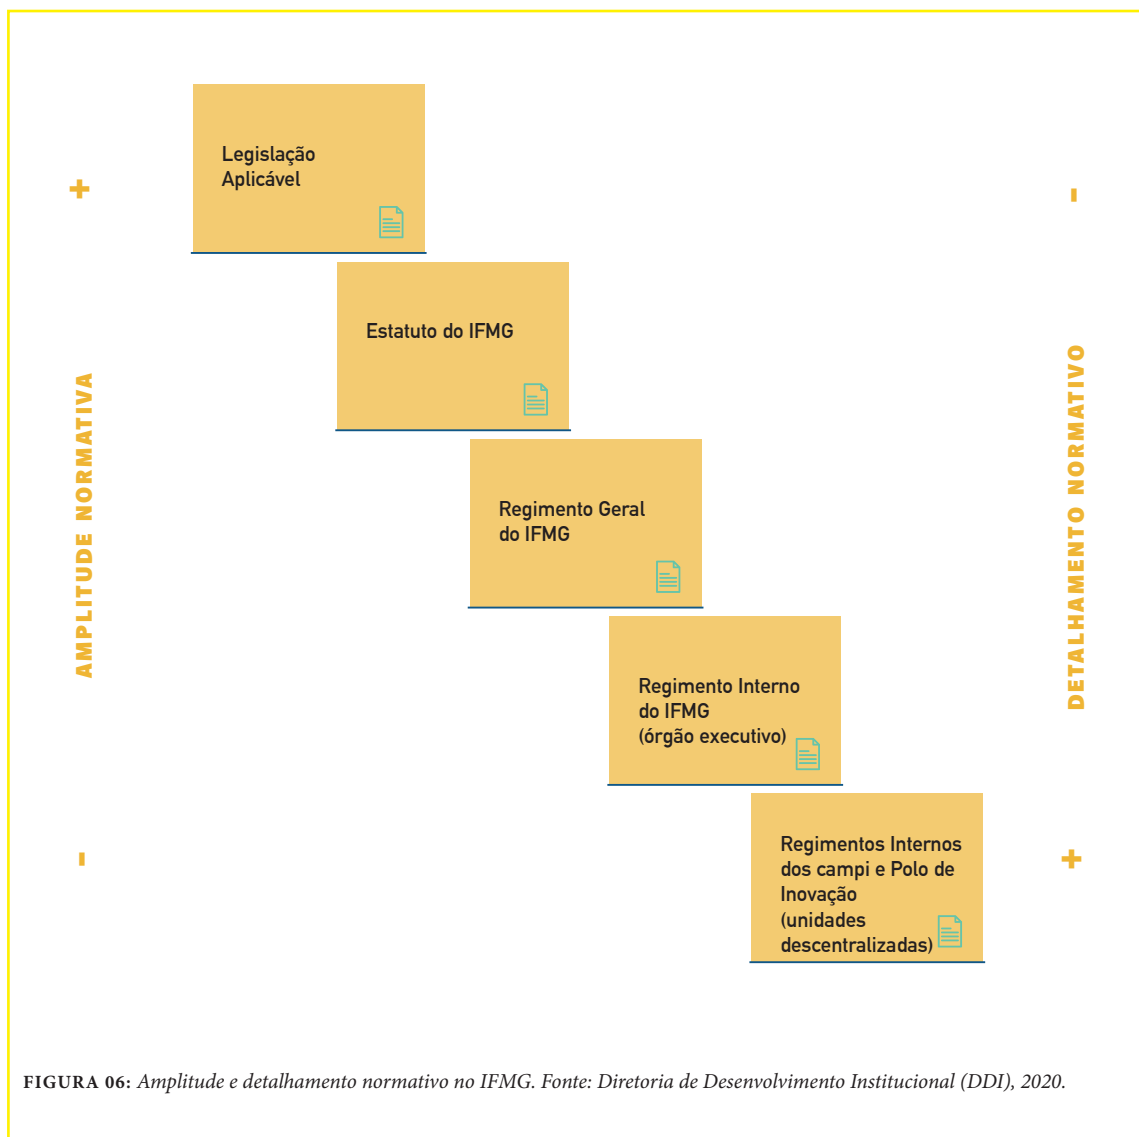 Legislação
Aplicável
+
-
Estatuto do IFMG
AMPLITUDE NORMATIVA
DETALHAMENTO NORMATIVO
Regimento Geral
do IFMG
Regimento Interno
do IFMG
(órgão executivo)
Regimentos Internos
dos campi e Polo de
Inovação
(unidades
descentralizadas)
-
+
FIGURA 06: Amplitude e detalhamento normativo no IFMG. Fonte: Diretoria de Desenvolvimento Institucional (DDI), 2020.